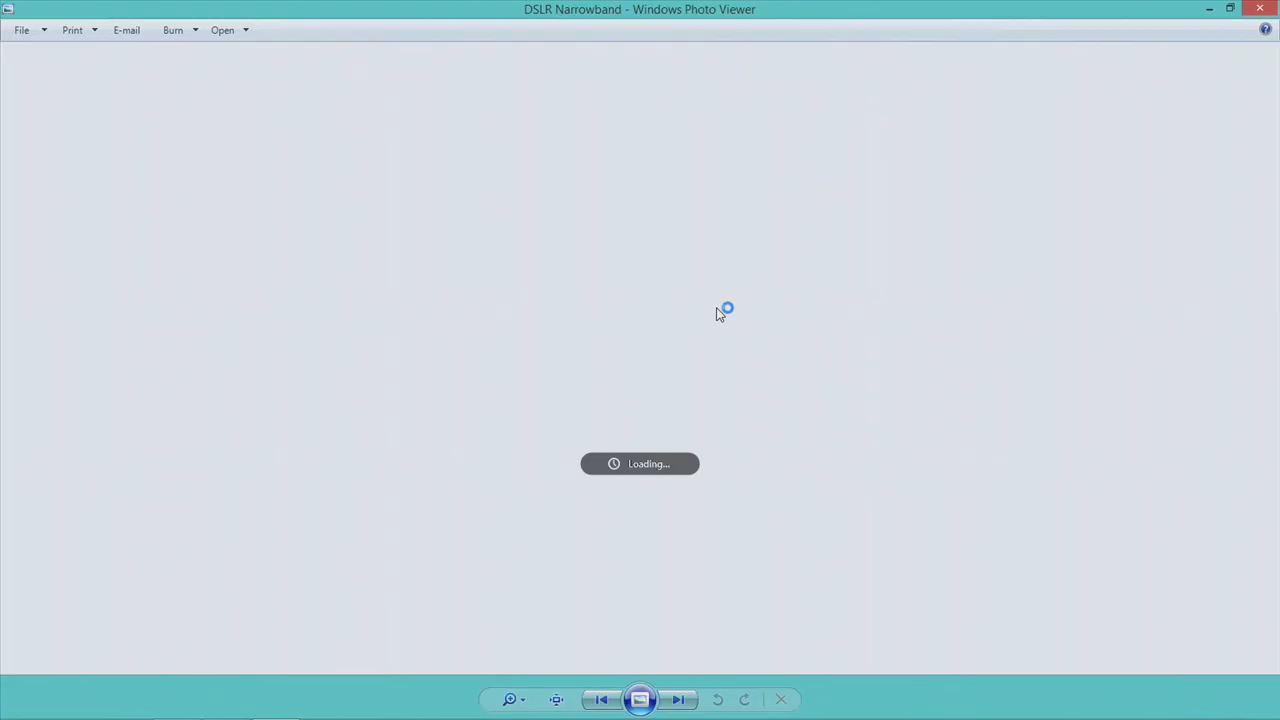 DSLR Narrowband - Windows Photo Viewer
File Print E-mail Burn Open
Loading...